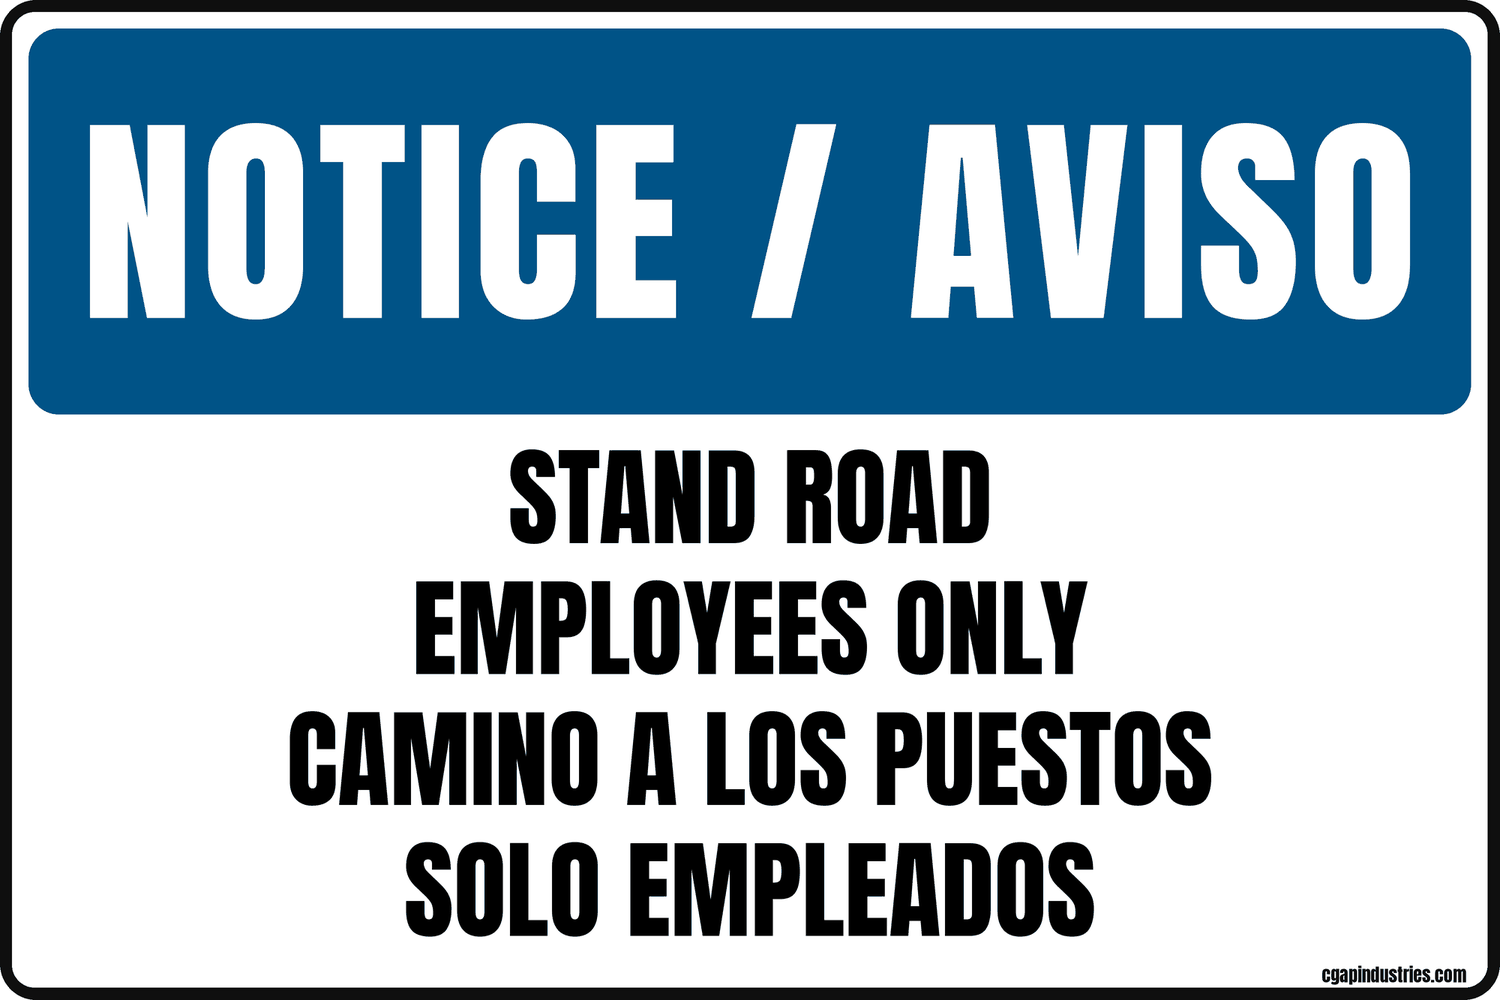 NOTICE / AVISO
STAND ROAD
EMPLOYEES ONLY
CAMINO A LOS PUESTOS
SOLO EMPLEADOS
cgapindustries.com